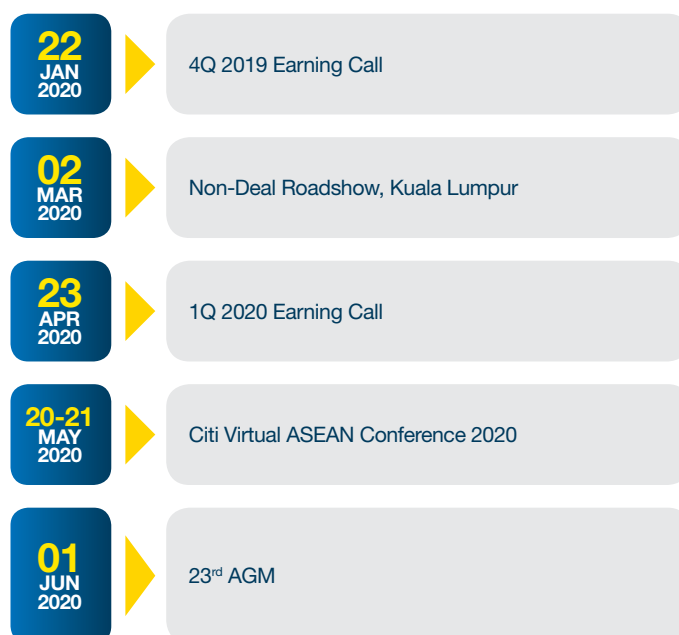 22
JAN
2020
4Q 2019 Earning Call
02
MAR
2020
Non-Deal Roadshow, Kuala Lumpur
23
APR
2020
1Q 2020 Earning Call
20-21
MAY
2020
Citi Virtual ASEAN Conference 2020
01
JUN
2020
23rd AGM